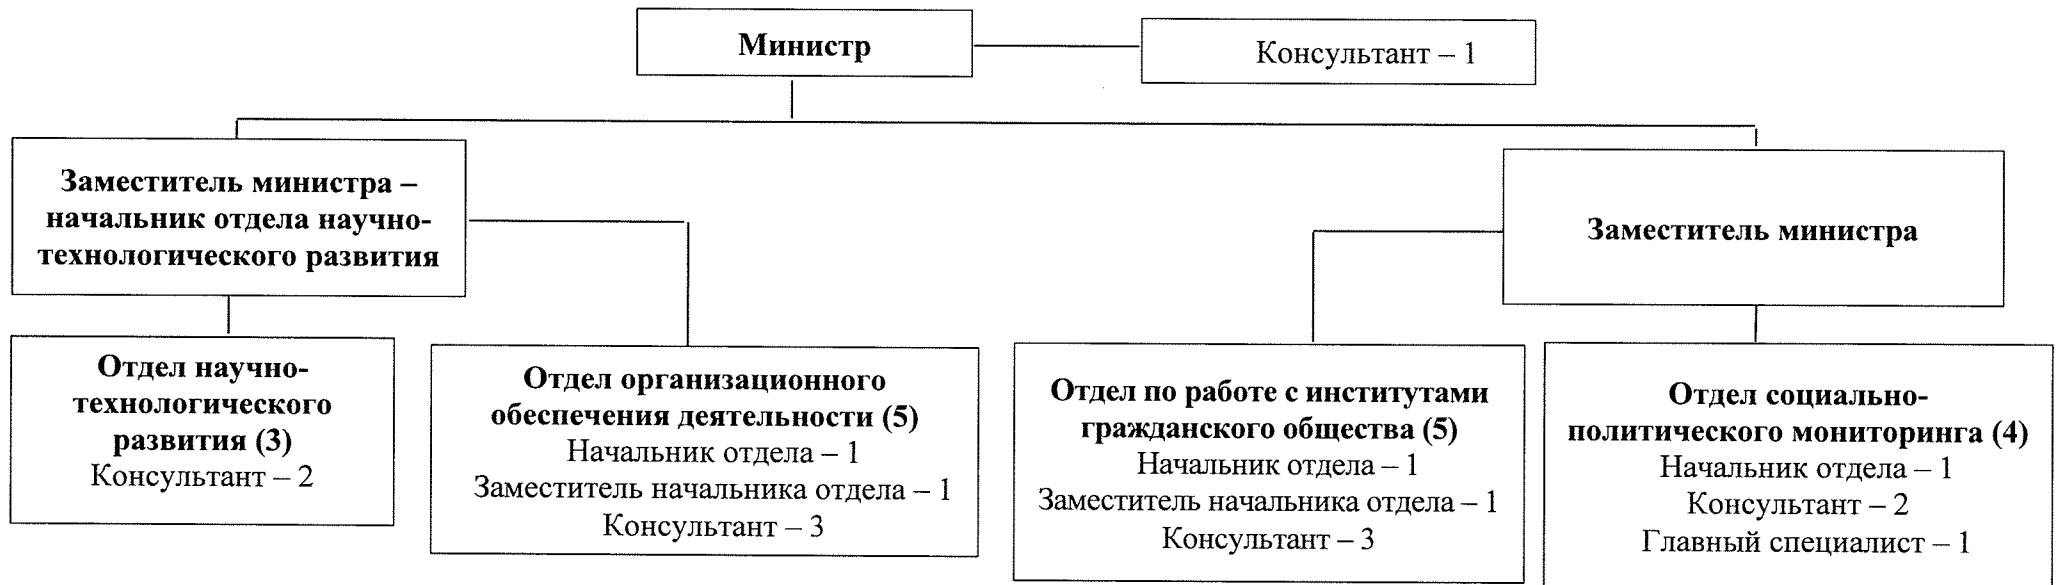 Министр
Консультант – 1
Заместитель министра –
начальник отдела научно-
технологического развития
Заместитель министра
Отдел научно-
технологического
развития (3)
Консультант – 2
Отдел организационного
обеспечения деятельности (5)
Начальник отдела – 1
Заместитель начальника отдела – 1
Консультант – 3
Отдел по работе с институтами
гражданского общества (5)
Начальник отдела – 1
Заместитель начальника отдела – 1
Консультант – 3
Отдел социально-
политического мониторинга (4)
Начальник отдела – 1
Консультант – 2
Главный специалист – 1